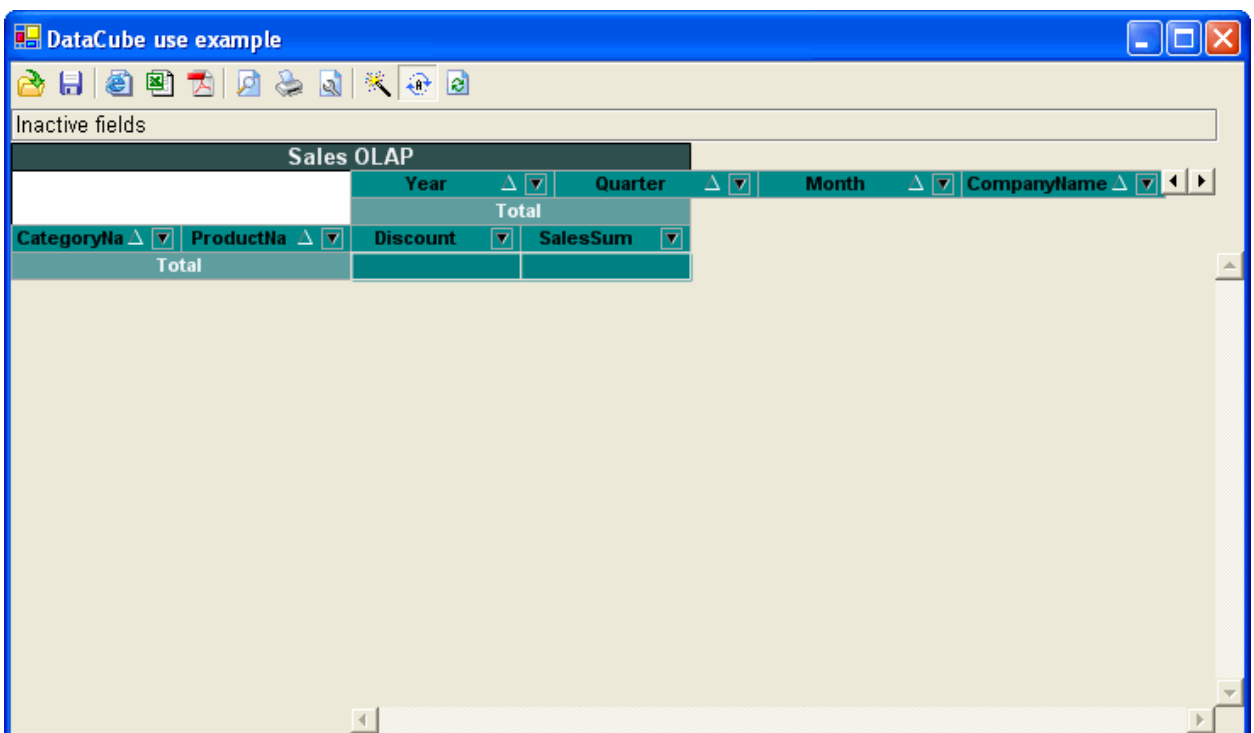 DataCube use example
Inactive fields
Sales OLAP
Year Quarter Month CompanyName
Total
CategoryNa ProductNa Discount SalesSum
Total